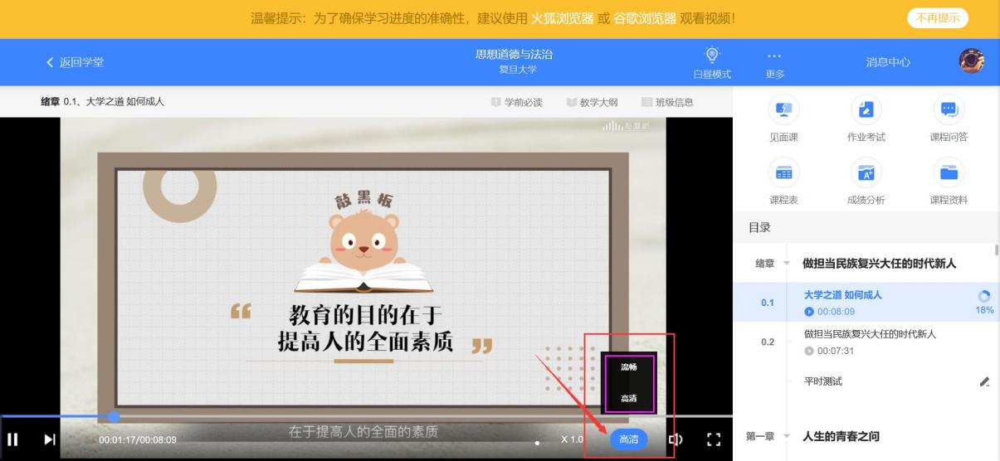 温馨提示：为了确保学习进度的准确性，建议使用 火狐浏览器 或 谷歌浏览器 观看视频！
不再提示
返回学堂
思想道德与法治
复旦大学
白昼模式
更多
消息中心
绪章 0.1、大学之道 如何成人
学前必读
教学大纲
班级信息
敲黑板
“ 教育的目的在于
提高人的全面素质 ”
流畅
高清
在于提高人的全面的素质
00:01:17/00:08:09
X 1.0
高清
见面课
作业考试
课程问答
课程表
成绩分析
课程资料
目录
绪章
做担当民族复兴大任的时代新人
0.1
大学之道 如何成人
00:08:09
18%
0.2
做担当民族复兴大任的时代新人
00:07:31
平时测试
第一章
人生的青春之问